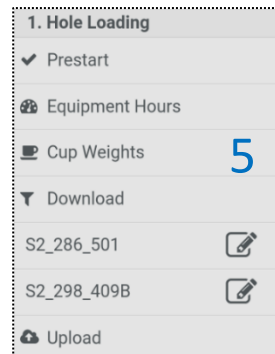 1. Hole Loading
Prestart
Equipment Hours
Cup Weights
5
Download
S2_286_501
S2_298_409B
Upload